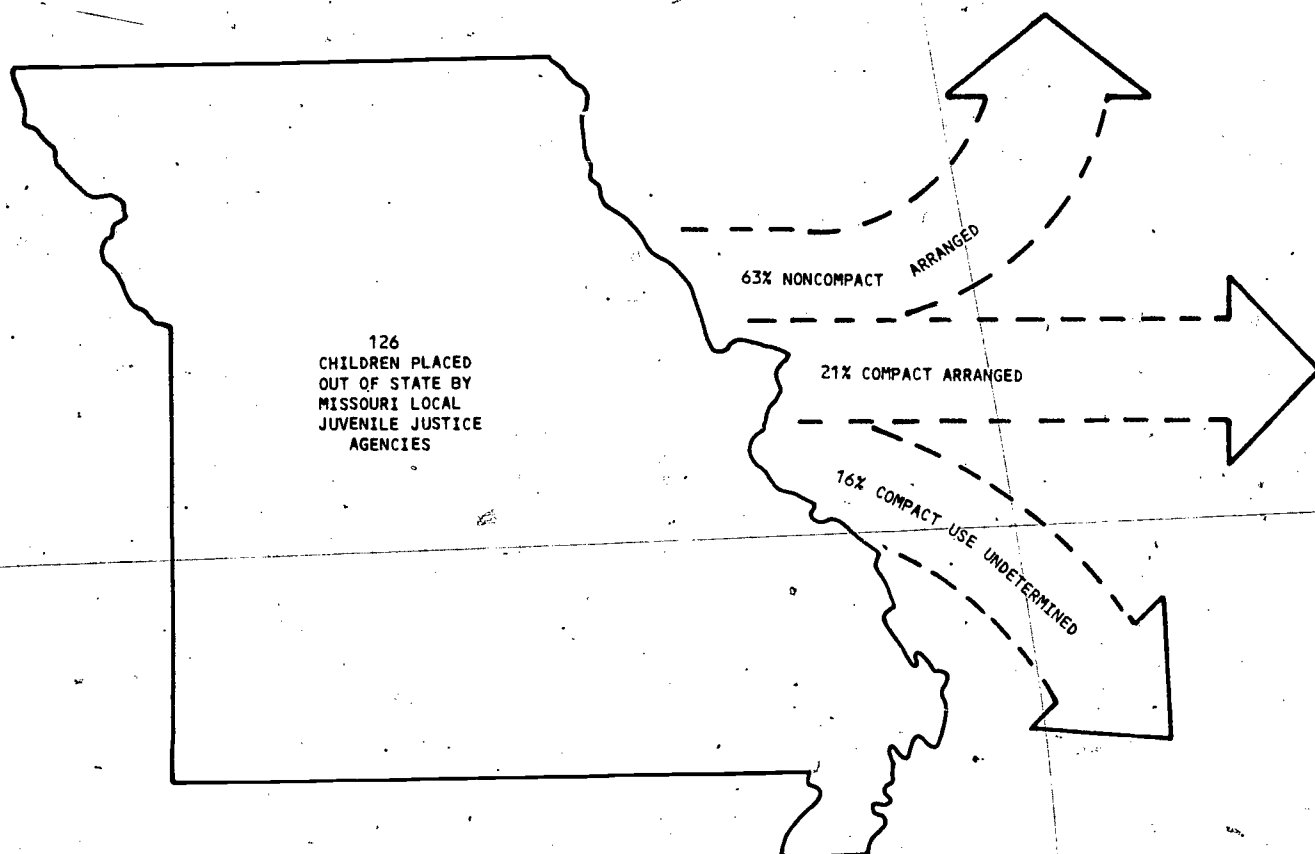 126
CHILDREN PLACED
OUT OF STATE BY
MISSOURI LOCAL
JUVENILE JUSTICE
AGENCIES
63% NONCOMPACT ARRANGED
21% COMPACT ARRANGED
16% COMPACT USE UNDETERMINED